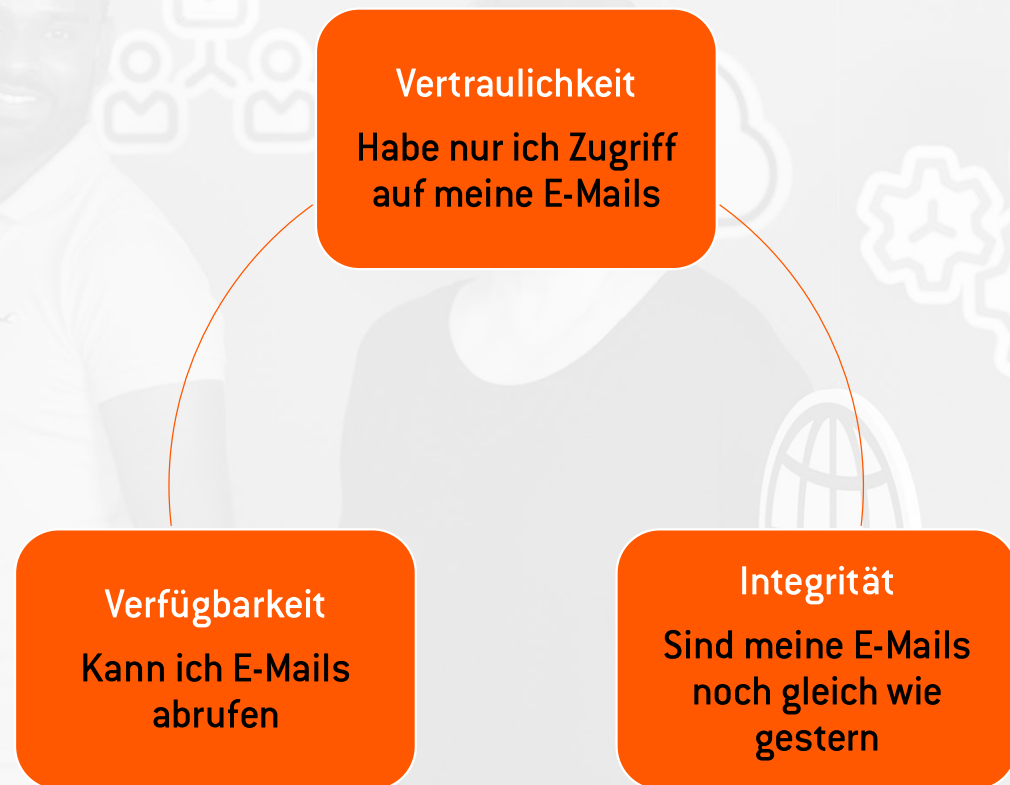 Vertraulichkeit
Habe nur ich Zugriff
auf meine E-Mails
Verfügbarkeit
Kann ich E-Mails
abrufen
Integrität
Sind meine E-Mails
noch gleich wie
gestern